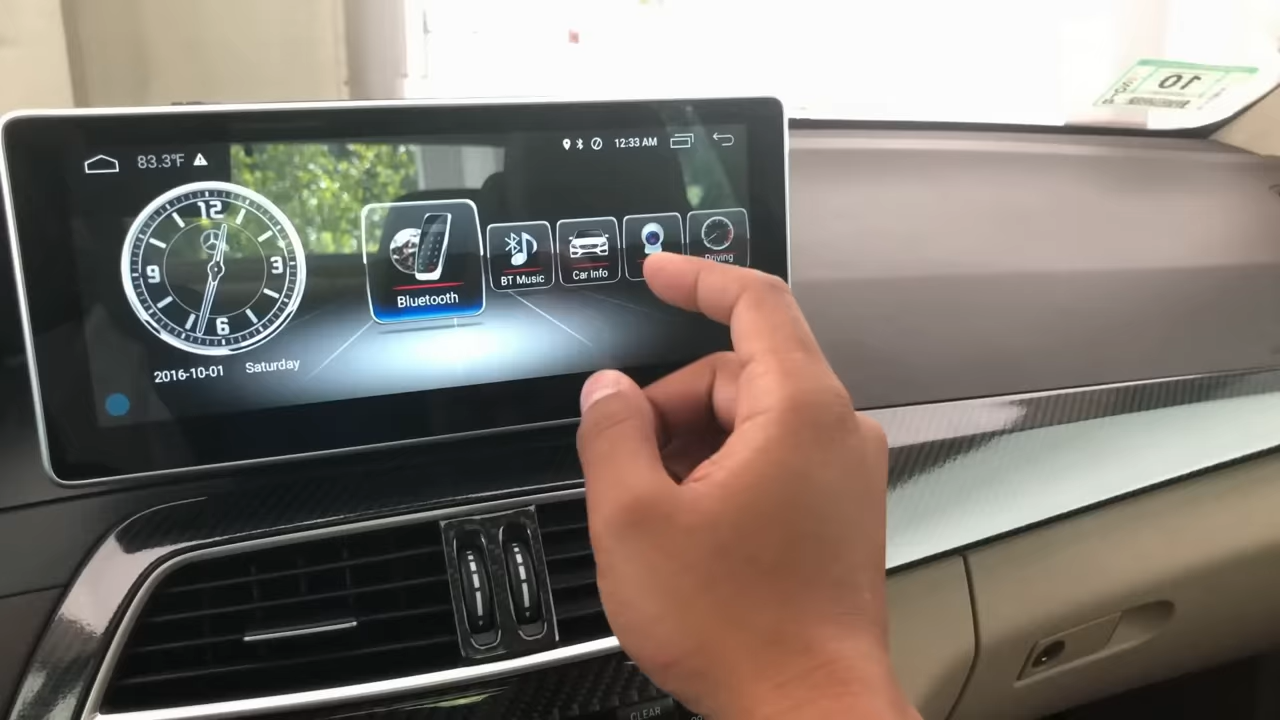 83.3°F
12:33 AM
12
3
6
9
Bluetooth
BT Music
Car Info
Driving
2016-10-01 Saturday
10
CLEAR